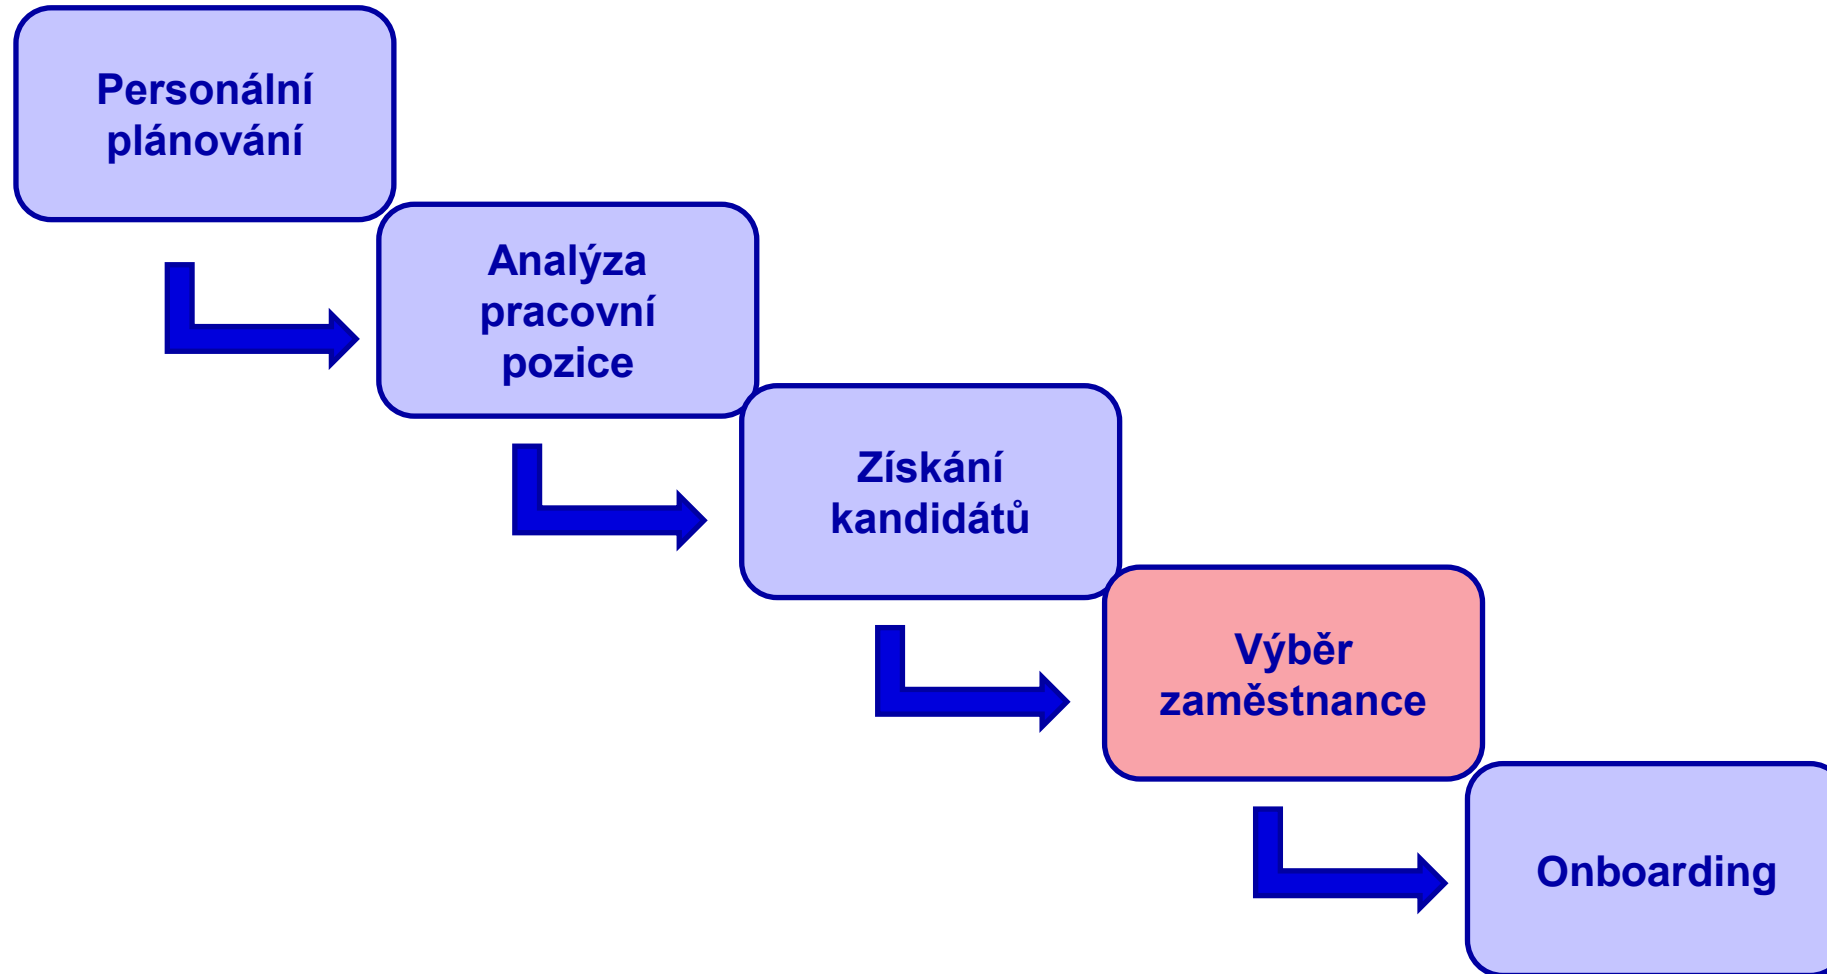 Personální
plánování
Analýza
pracovní
pozice
Získání
kandidátů
Výběr
zaměstnance
Onboarding